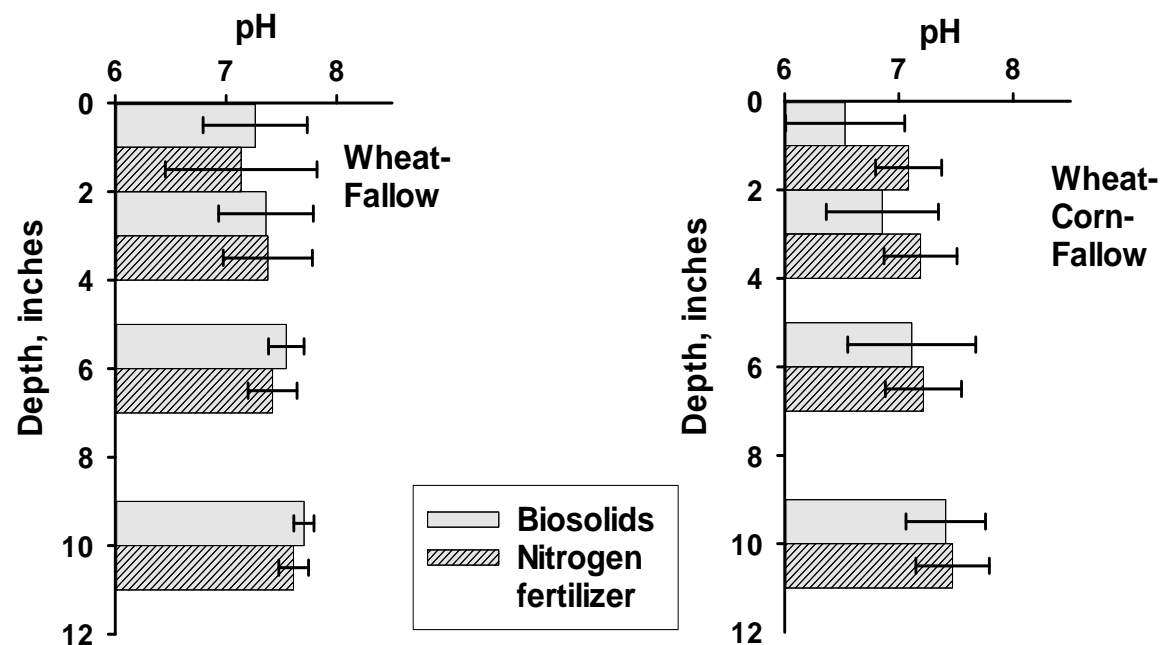 pH
6 7 8
0
2
4
6
8
10
12
Depth, inches
Wheat-
Fallow
pH
6 7 8
0
2
4
6
8
10
12
Depth, inches
Wheat-
Corn-
Fallow
Biosolids
Nitrogen
fertilizer